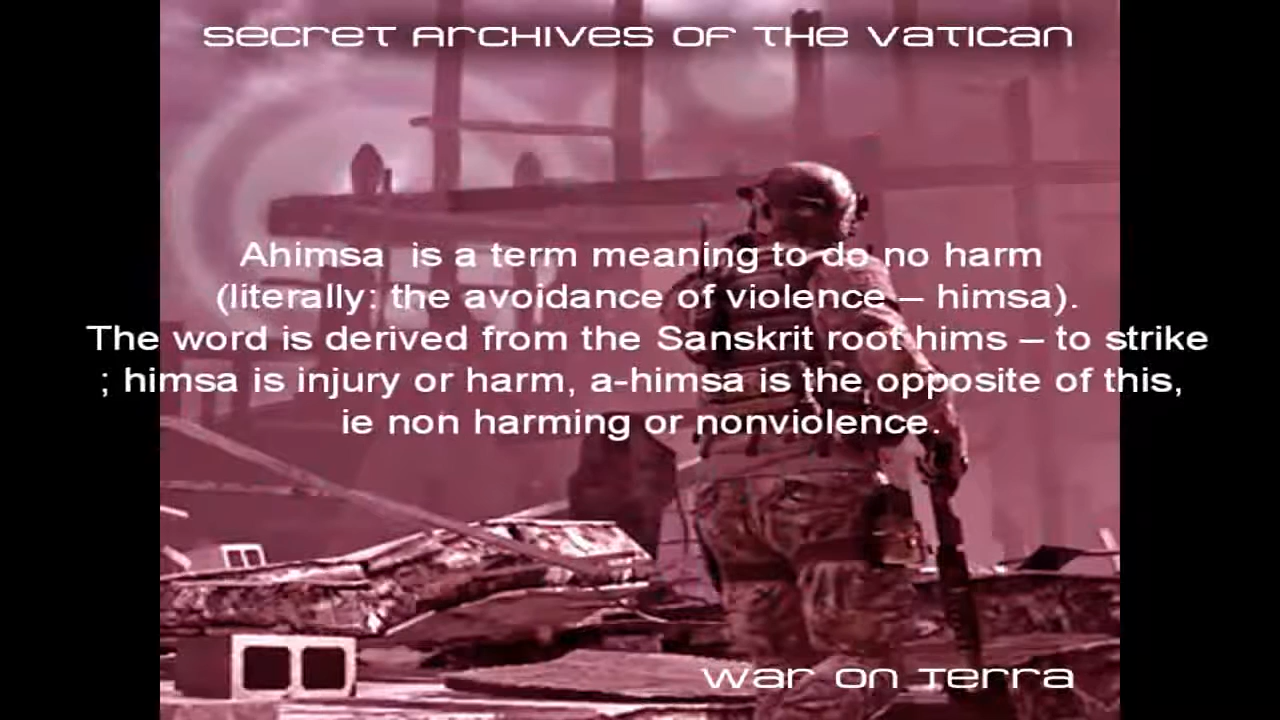 Secret Archives of the Vatican
Ahimsa is a term meaning to do no harm
(literally: the avoidance of violence – himsa).
The word is derived from the Sanskrit root hims – to strike
; himsa is injury or harm, a-himsa is the opposite of this,
ie non harming or nonviolence.
War on Terra